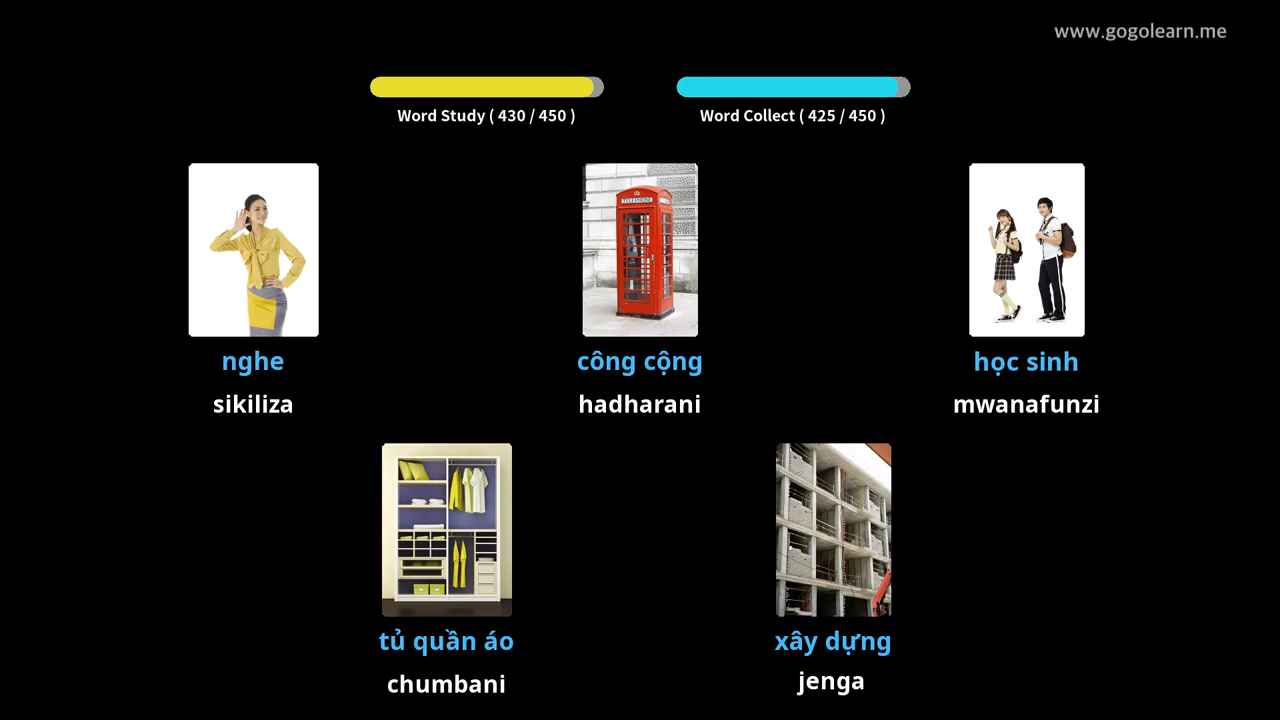 www.gogolearn.me
Word Study ( 430 / 450 )
Word Collect ( 425 / 450 )
TELEPHONE
nghe
công cộng
học sinh
sikiliza
hadharani
mwanafunzi
tủ quần áo
xây dựng
chumbani
jenga